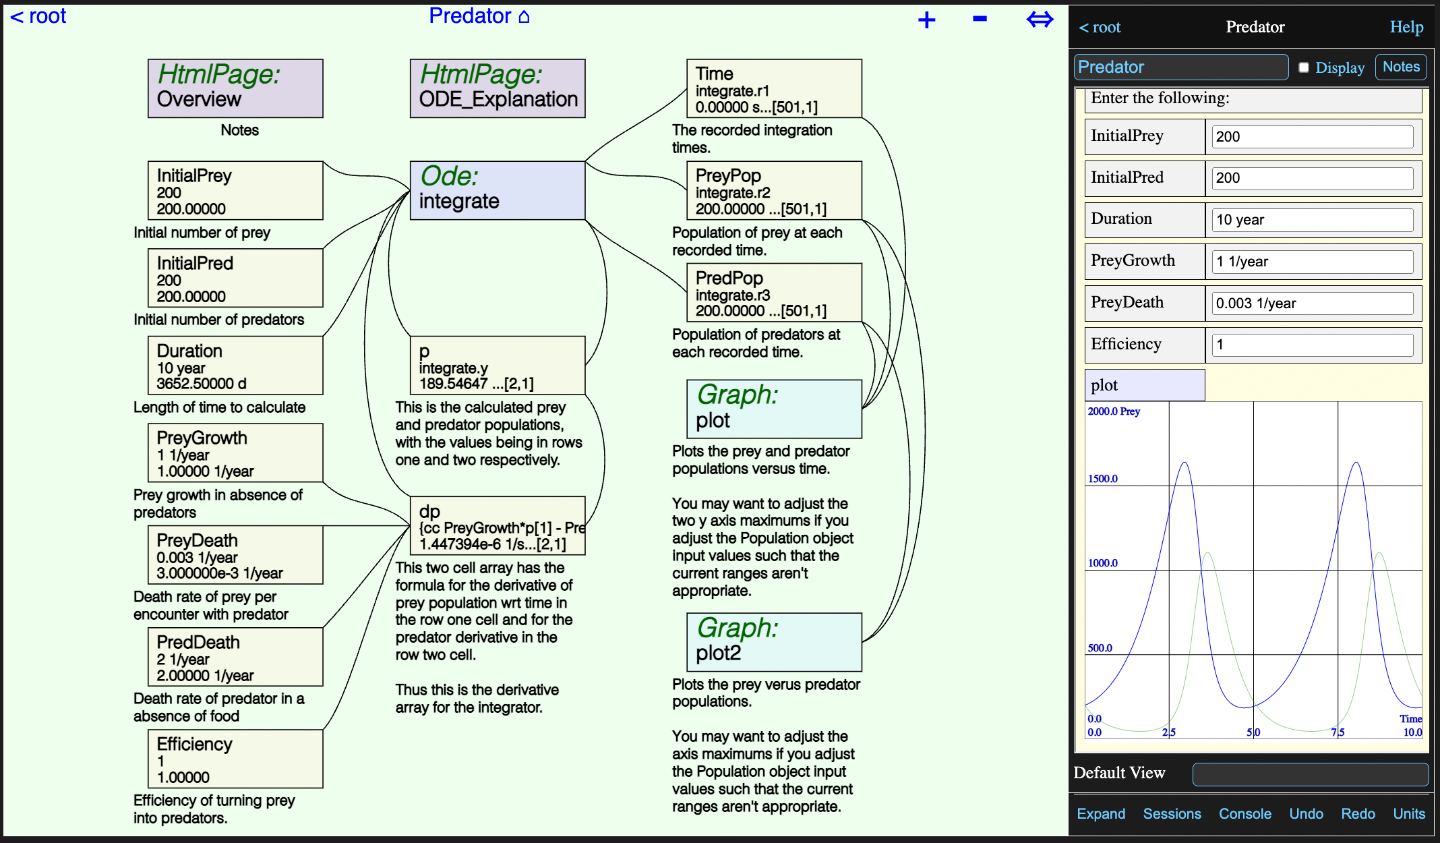 < root
Predator ⌂
+
-
⇔
HtmlPage:
Overview
Notes
InitialPrey
200
200.00000
Initial number of prey
InitialPred
200
200.00000
Initial number of predators
Duration
10 year
3652.50000 d
Length of time to calculate
PreyGrowth
1 1/year
1.00000 1/year
Prey growth in absence of
predators
PreyDeath
0.003 1/year
3.000000e-3 1/year
Death rate of prey per
encounter with predator
PredDeath
2 1/year
2.00000 1/year
Death rate of predator in a
absence of food
Efficiency
1
1.00000
Efficiency of turning prey
into predators.
HtmlPage:
ODE_Explanation
Ode:
integrate
p
integrate.y
189.54647 ...[2,1]
This is the calculated prey
and predator populations,
with the values being in rows
one and two respectively.
dp
{cc PreyGrowth*p[1] - Pre
1.447394e-6 1/s...[2,1]
This two cell array has the
formula for the derivative of
prey population wrt time in
the row one cell and for the
predator derivative in the
row two cell.
Thus this is the derivative
array for the integrator.
Time
integrate.r1
0.00000 s...[501,1]
The recorded integration
times.
PreyPop
integrate.r2
200.00000 ...[501,1]
Population of prey at each
recorded time.
PredPop
integrate.r3
200.00000 ...[501,1]
Population of predators at
each recorded time.
Graph:
plot
Plots the prey and predator
populations versus time.
You may want to adjust the
two y axis maximums if you
adjust the Population object
input values such that the
current ranges aren't
appropriate.
Graph:
plot2
Plots the prey verus predator
populations.
You may want to adjust the
axis maximums if you adjust
the Population object input
values such that the current
ranges aren't appropriate.
< root
Predator
Help
Predator
Display
Notes
Enter the following:
InitialPrey
200
InitialPred
200
Duration
10 year
PreyGrowth
1 1/year
PreyDeath
0.003 1/year
Efficiency
1
plot
2000.0 Prey
1500.0
1000.0
500.0
0.0
Time
0.0
2.5
5.0
7.5
10.0
Default View
Expand
Sessions
Console
Undo
Redo
Units